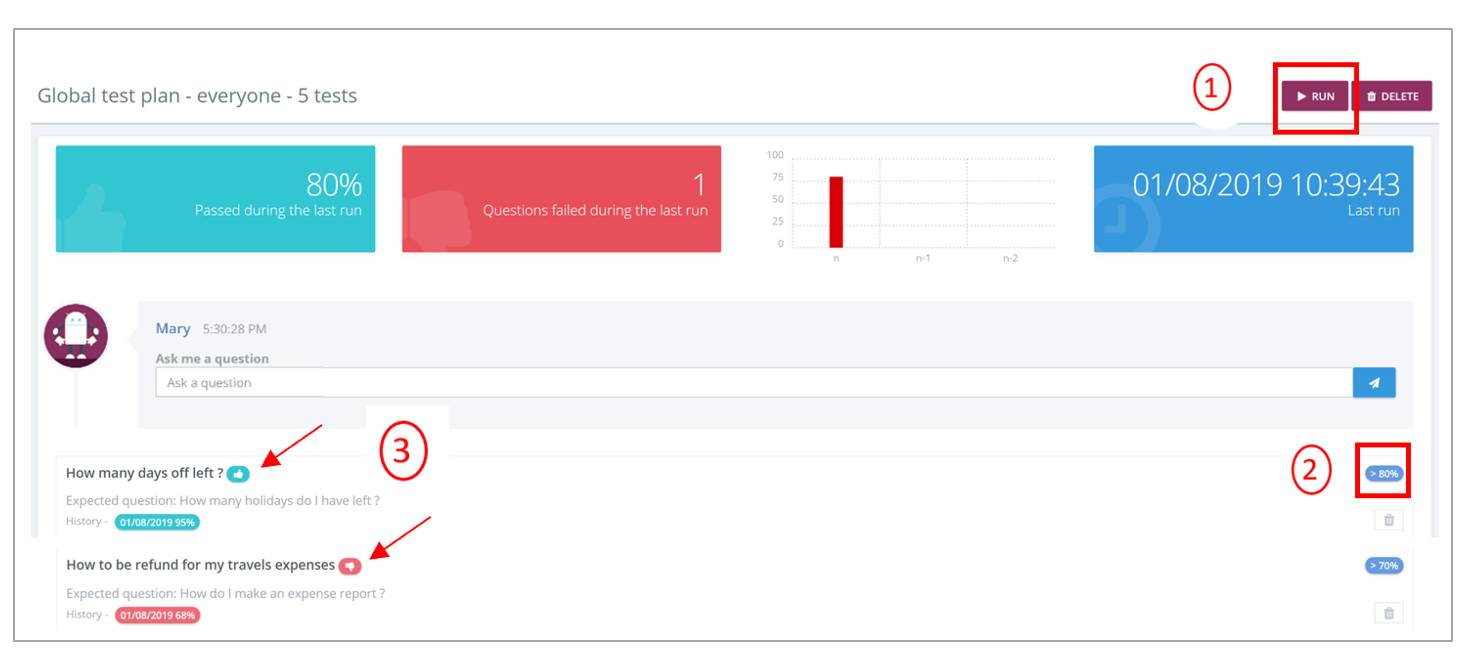 Global test plan - everyone - 5 tests
1
RUN
DELETE
80%
Passed during the last run
1
Questions failed during the last run
100
75
50
25
0
n
n-1
n-2
01/08/2019 10:39:43
Last run
Mary 5:30:28 PM
Ask me a question
Ask a question
3
2
How many days off left ?
> 80%
Expected question: How many holidays do I have left ?
History - 01/08/2019 95%
How to be refund for my travels expenses
> 70%
Expected question: How do I make an expense report ?
History - 01/08/2019 68%